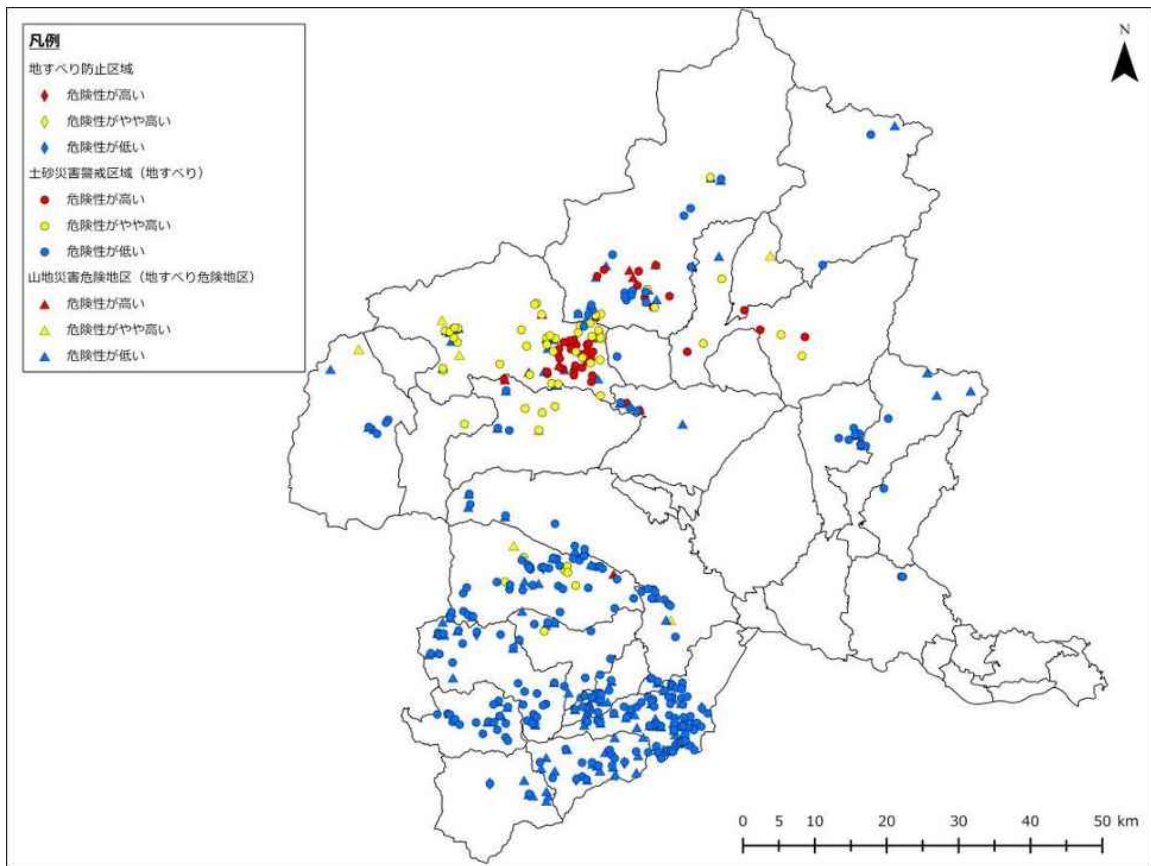 凡例
地すべり防止区域
危険性が高い
危険性がやや高い
危険性が低い
土砂災害警戒区域（地すべり）
危険性が高い
危険性がやや高い
危険性が低い
山地災害危険地区（地すべり危険地区）
危険性が高い
危険性がやや高い
危険性が低い
N
0 5 10 20 30 40 50 km